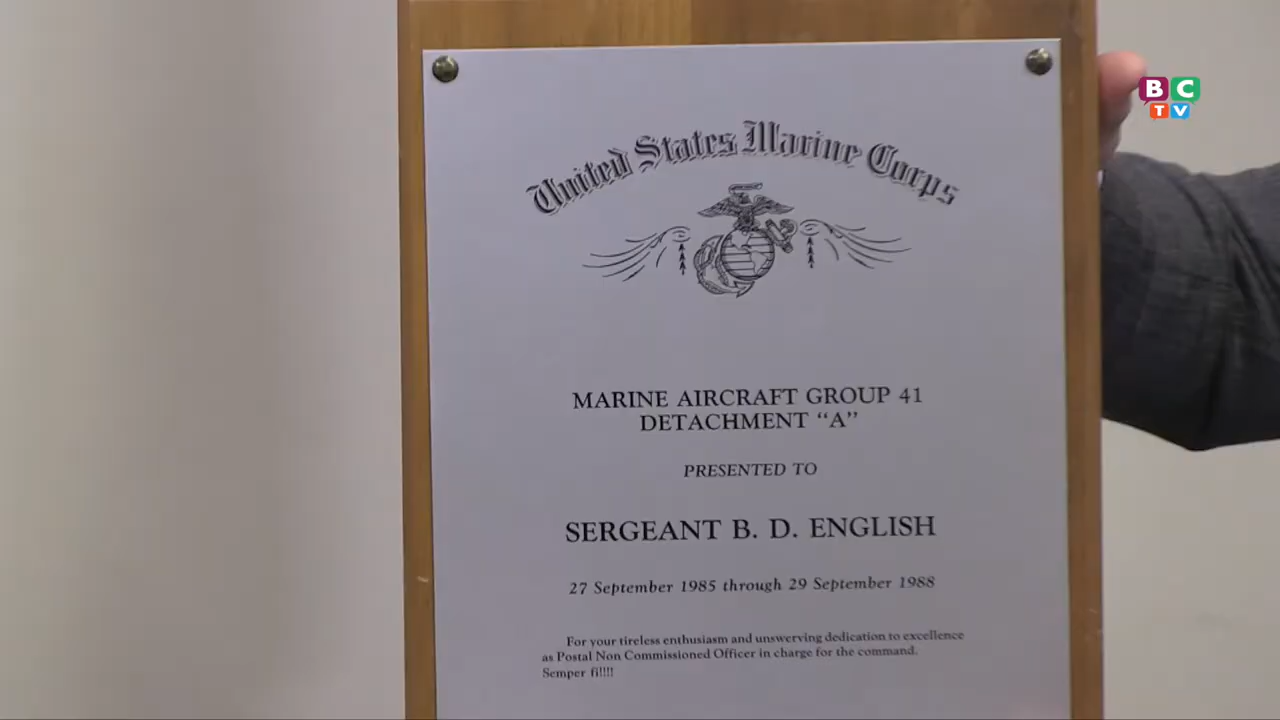 B C
TV
United States Marine Corps
MARINE AIRCRAFT GROUP 41
DETACHMENT “A”
PRESENTED TO
SERGEANT B. D. ENGLISH
27 September 1985 through 29 September 1988
For your tireless enthusiasm and unswerving dedication to excellence
as Postal Non Commissioned Officer in charge for the command.
Semper fi!!!!